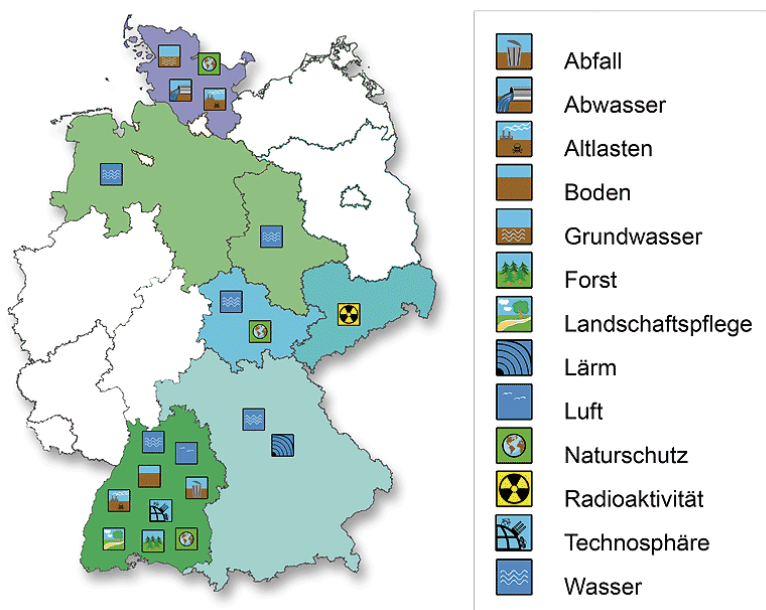 Abfall
Abwasser
Altlasten
Boden
Grundwasser
Forst
Landschaftspflege
Lärm
Luft
Naturschutz
Radioaktivität
Technosphäre
Wasser